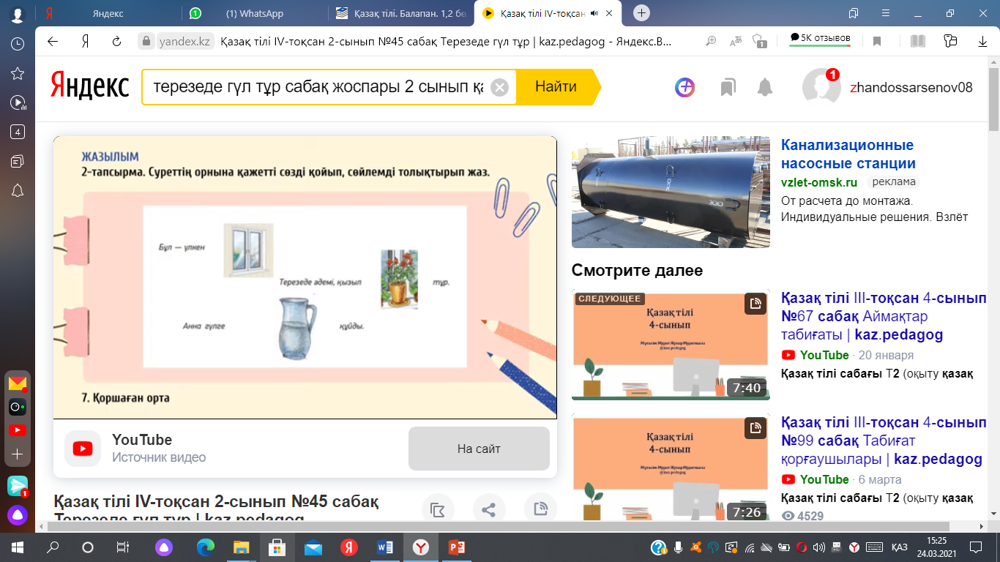 Яндекс
(1) WhatsApp
Қазақ тілі. Балапан. 1,2 бө
Қазақ тілі IV-тоқсан
yandex.kz
Қазақ тілі IV-тоқсан 2-сынып №45 сабақ Терезеде гүл тұр | kaz.pedagog - Яндекс.В...
1
5K отзывов
Яндекс
терезеде гүл тұр сабақ жоспары 2 сынып қа
Найти
1
zhandossarsenov08
4
ЖАЗЫЛЫМ
2-тапсырма. Суреттің орнына қажетті сөзді қойып, сөйлемді толықтырып жаз.
Бұл — үлкен
Терезеде әдемі, қызыл
тұр.
Анна гүлге
құйды.
7. Қоршаған орта
YouTube
Источник видео
На сайт
Қазақ тілі IV-тоқсан 2-сынып №45 сабақ
Терезеде гүл тұр | kaz.pedagog
Канализационные
насосные станции
vzlet-omsk.ru реклама
От расчета до монтажа.
Индивидуальные решения. Взлёт
Смотрите далее
СЛЕДУЮЩЕЕ
Қазақ тілі
4-сынып
@kaz.pedagog
7:40
Қазақ тілі III-тоқсан 4-сынып
№67 сабақ Аймақтар
табиғаты | kaz.pedagog
YouTube · 20 января
Қазақ тілі сабағы Т2 (оқыту қазақ
Қазақ тілі
4-сынып
@kaz.pedagog
7:26
Қазақ тілі III-тоқсан 4-сынып
№99 сабақ Табиғат
қорғаушылары | kaz.pedagog
YouTube · 6 марта
Қазақ тілі сабағы Т2 (оқыту қазақ
4529
1
ҚАЗ
15:25
24.03.2021